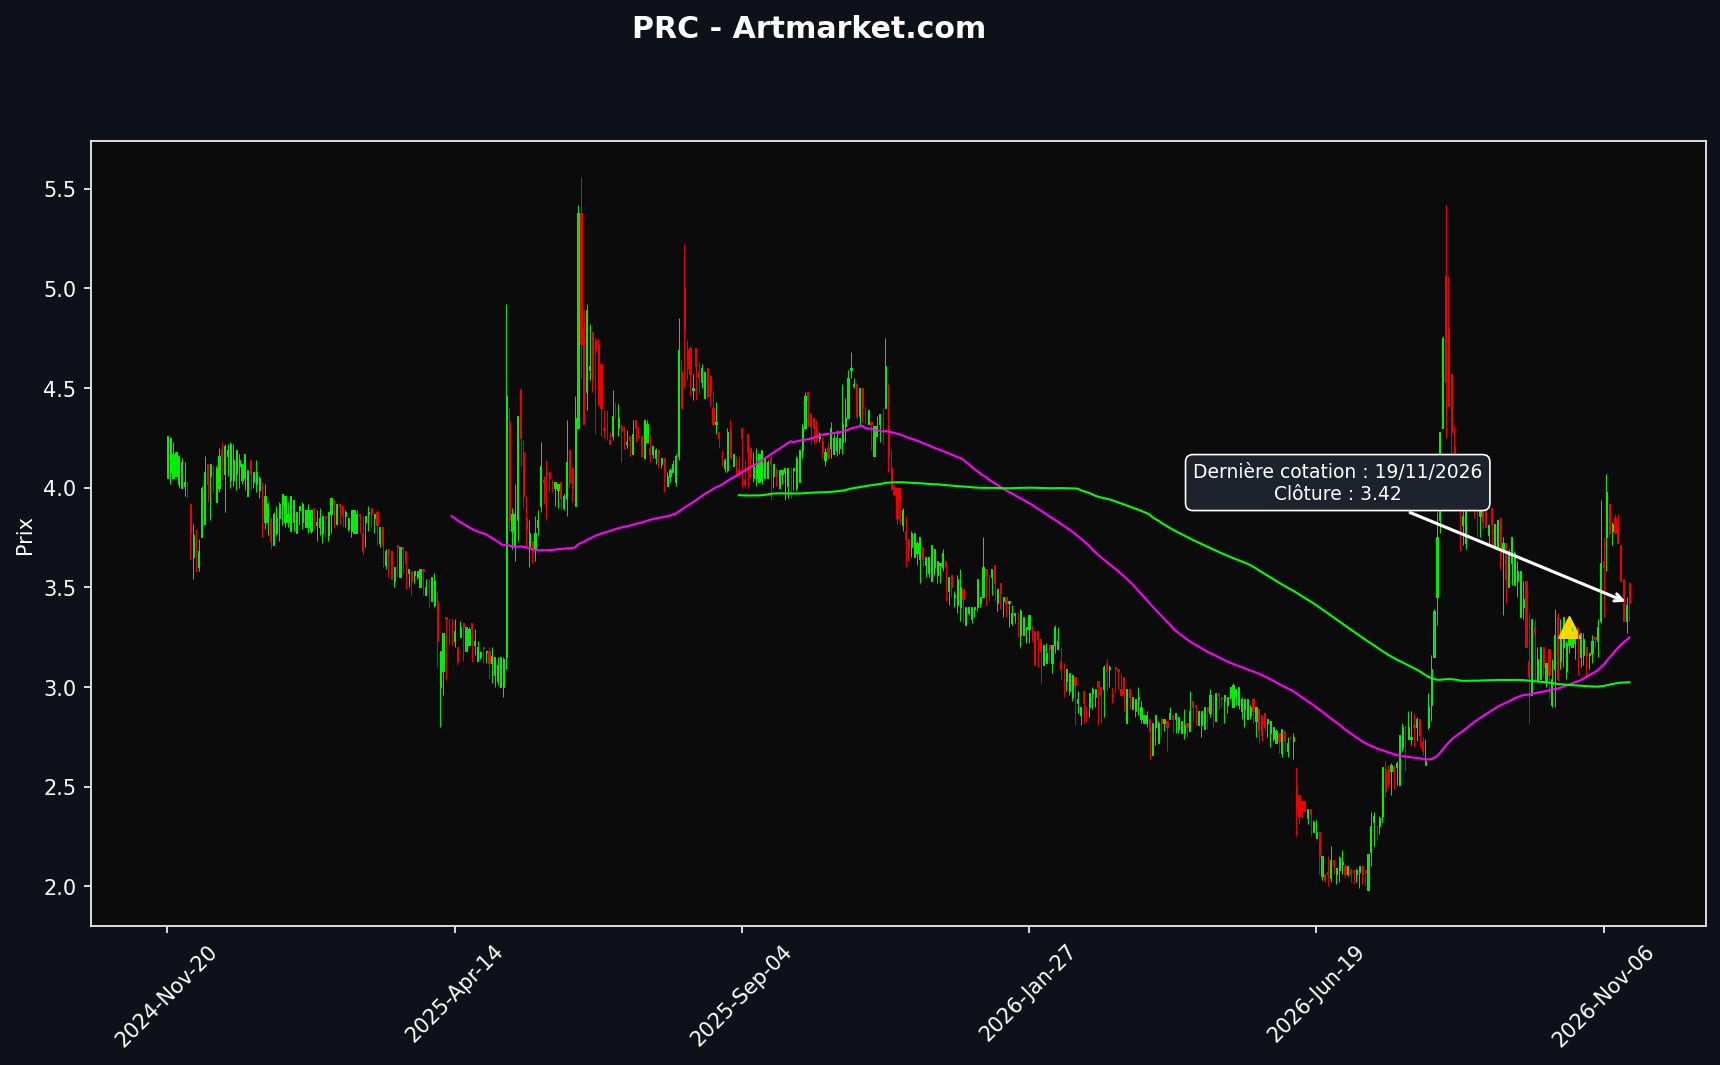 PRC - Artmarket.com
Prix
5.5
5.0
4.5
4.0
3.5
3.0
2.5
2.0
Dernière cotation : 19/11/2026
Clôture : 3.42
2024-Nov-20
2025-Apr-14
2025-Sep-04
2026-Jan-27
2026-Jun-19
2026-Nov-06